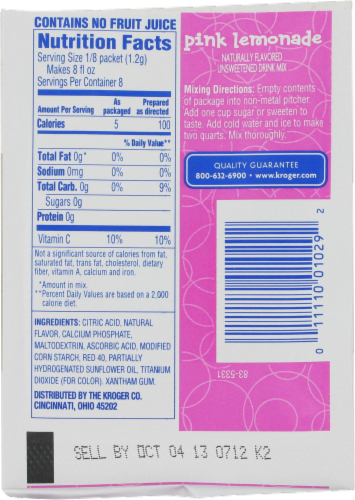 CONTAINS NO FRUIT JUICE
Nutrition Facts
Serving Size 1/8 packet (1.2g)
Makes 8 fl oz
Servings Per Container 8
Amount Per Serving As packaged Prepared as directed
Calories 5 100
% Daily Value**
Total Fat 0g* 0% 0%
Sodium 0mg 0% 0%
Total Carb. 0g 0% 9%
Sugars 0g
Protein 0g
Vitamin C 10% 10%
Not a significant source of calories from fat,
saturated fat, trans fat, cholesterol, dietary
fiber, vitamin A, calcium and iron.
*Amount in mix.
**Percent Daily Values are based on a 2,000
calorie diet.
INGREDIENTS: CITRIC ACID, NATURAL
FLAVOR, CALCIUM PHOSPHATE,
MALTODEXTRIN, ASCORBIC ACID, MODIFIED
CORN STARCH, RED 40, PARTIALLY
HYDROGENATED SUNFLOWER OIL, TITANIUM
DIOXIDE (FOR COLOR). XANTHAM GUM.
DISTRIBUTED BY THE KROGER CO.
CINCINNATI, OHIO 45202
pink lemonade
NATURALLY FLAVORED
UNSWEETENED DRINK MIX
Mixing Directions: Empty contents
of package into non-metal pitcher.
Add one cup sugar or sweeten to
taste. Add cold water and ice to make
two quarts. Mix thoroughly.
QUALITY GUARANTEE
800-632-6900 • www.kroger.com
0 11110 01029 2
83-5331
SELL BY OCT 04 13 0712 K2